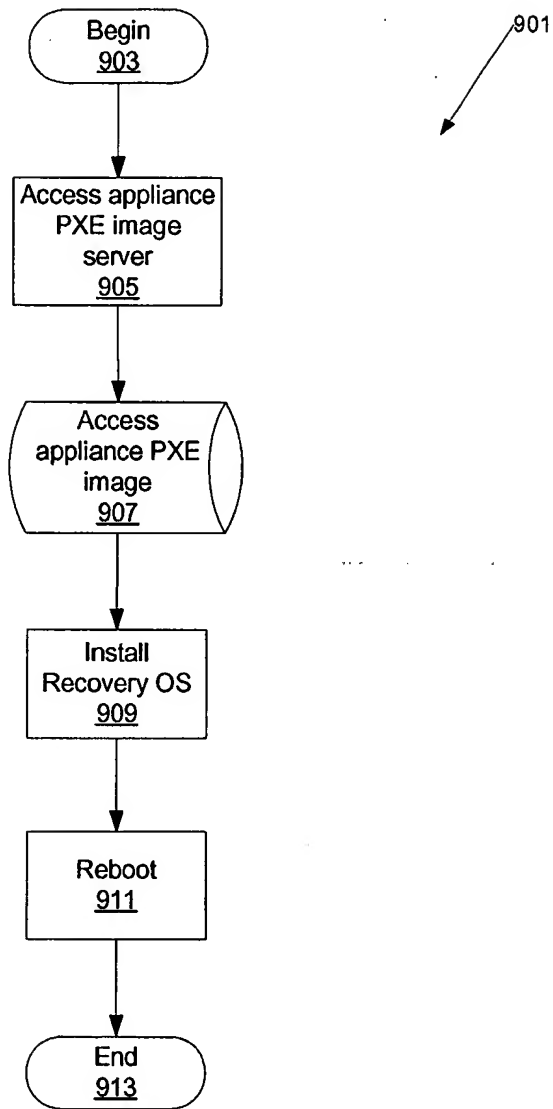 Begin
903
901
Access appliance
PXE image
server
905
Access
appliance PXE
image
907
Install
Recovery OS
909
Reboot
911
End
913